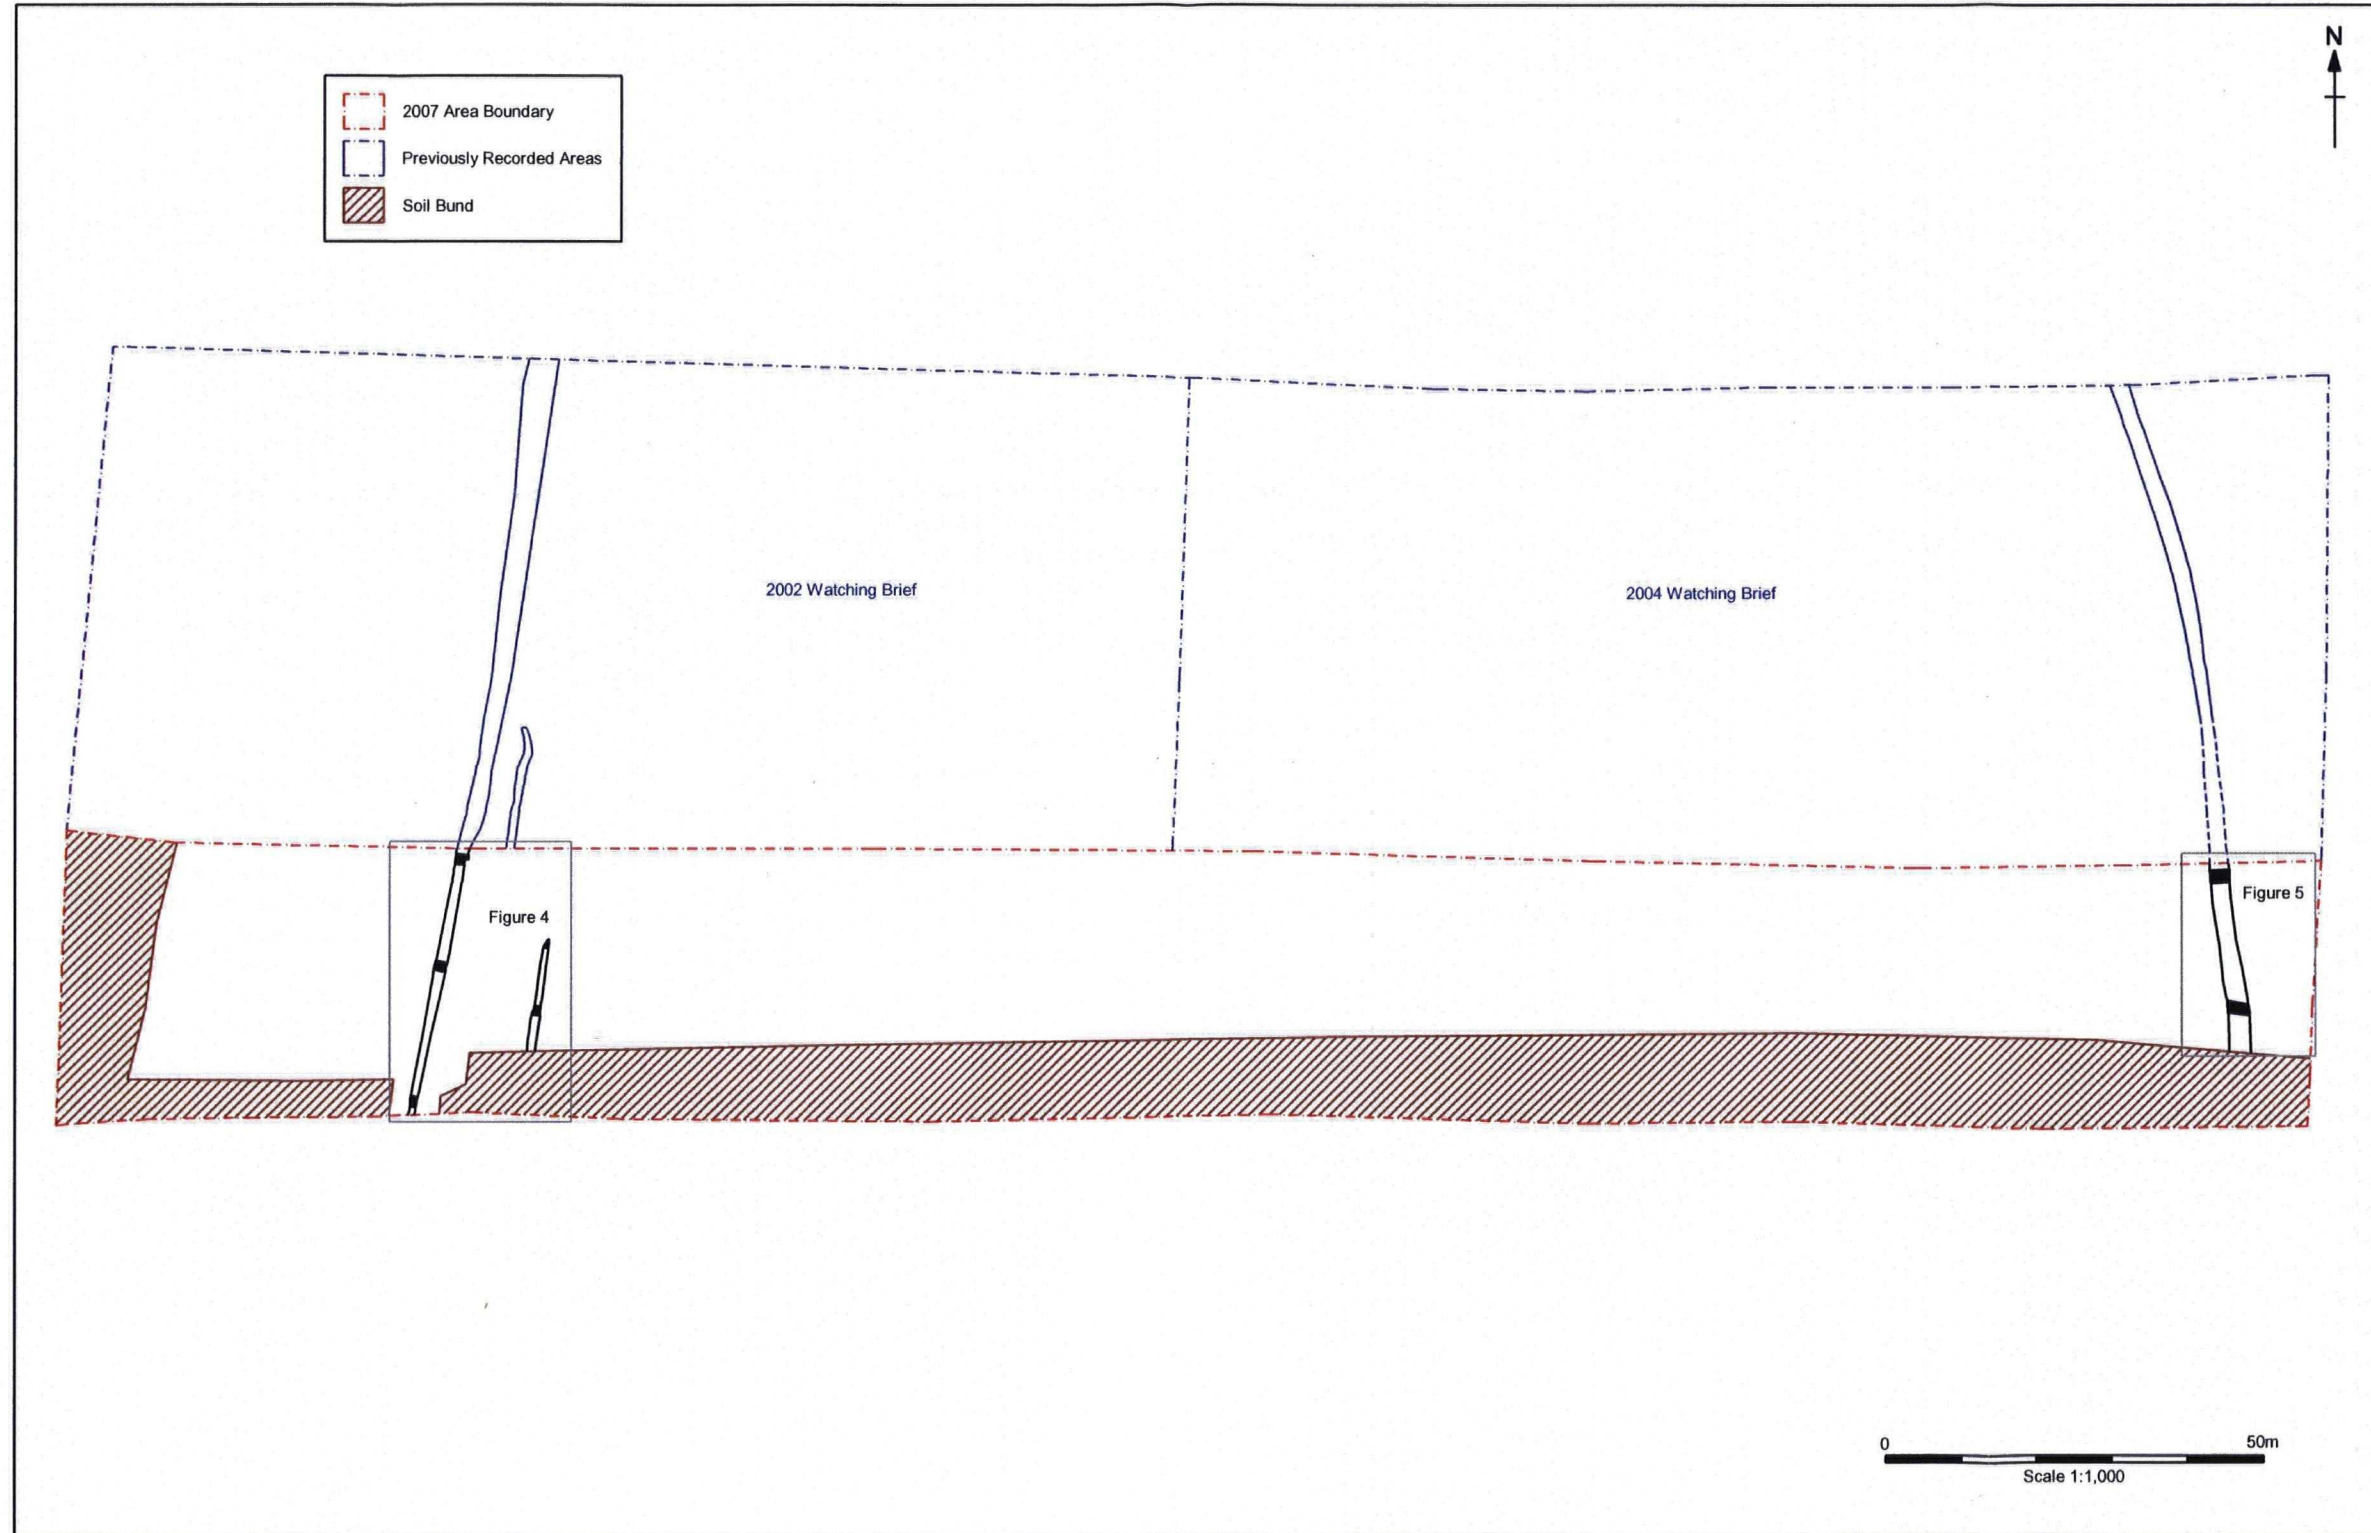 N
2007 Area Boundary
Previously Recorded Areas
Soil Bund
2002 Watching Brief
2004 Watching Brief
Figure 4
Figure 5
0 50m
Scale 1:1,000